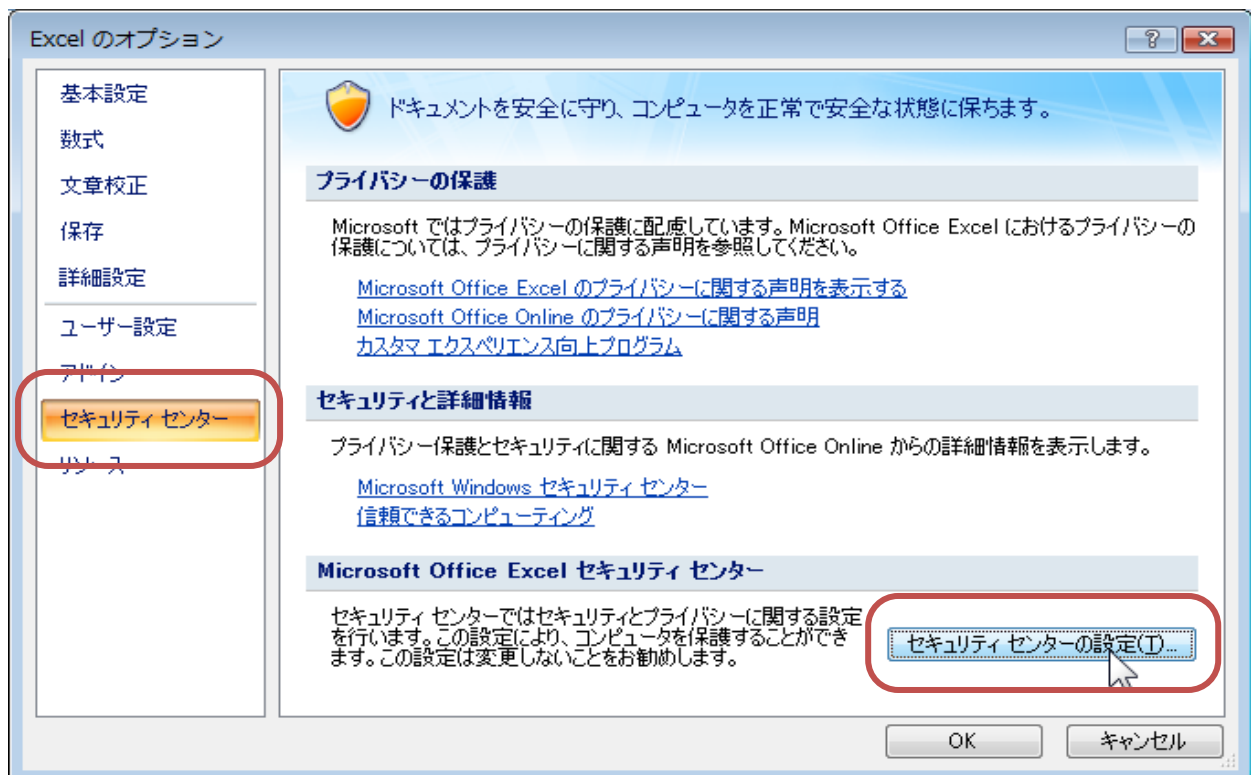 Excel のオプション
基本設定
数式
文章校正
保存
詳細設定
ユーザー設定
アドイン
セキュリティ センター
リソース
ドキュメントを安全に守り、コンピュータを正常で安全な状態に保ちます。
プライバシーの保護
Microsoft ではプライバシーの保護に配慮しています。Microsoft Office Excel におけるプライバシーの
保護については、プライバシーに関する声明を参照してください。
Microsoft Office Excel のプライバシーに関する声明を表示する
Microsoft Office Online のプライバシーに関する声明
カスタマ エクスペリエンス向上プログラム
セキュリティと詳細情報
プライバシー保護とセキュリティに関する Microsoft Office Online からの詳細情報を表示します。
Microsoft Windows セキュリティ センター
信頼できるコンピューティング
Microsoft Office Excel セキュリティ センター
セキュリティ センターではセキュリティとプライバシーに関する設定
を行います。この設定により、コンピュータを保護することができ
ます。この設定は変更しないことをお勧めします。
セキュリティ センターの設定(T)...
OK
キャンセル